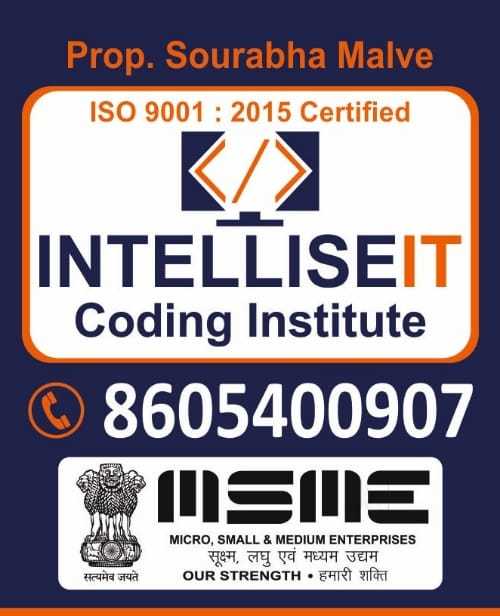 Prop. Sourabha Malve
ISO 9001 : 2015 Certified
</>
INTELLISEIT
Coding Institute
8605400907
msme
MICRO, SMALL & MEDIUM ENTERPRISES
सूक्ष्म, लघु एवं मध्यम उद्यम
सत्यमेव जयते
OUR STRENGTH • हमारी शक्ति